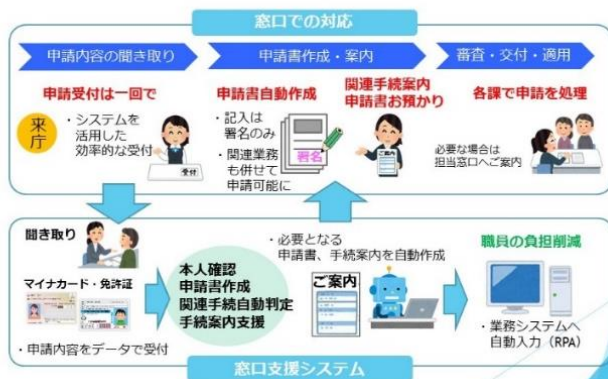 窓口での対応
申請内容の聞き取り
申請書作成・案内
審査・交付・適用
申請受付は一回で
来庁
・システムを
活用した
効率的な受付
受付
申請書自動作成
・記入は
署名のみ
・関連業務
も併せて
申請可能に
署名
関連手続案内
申請書お預かり
各課で申請を処理
必要な場合は
担当窓口へご案内
聞き取り
マイナカード・免許証
・申請内容をデータで受付
本人確認
申請書作成
関連手続自動判定
手続案内支援
・必要となる
申請書、手続案内を自動作成
ご案内
職員の負担削減
・業務システムへ
自動入力（RPA）
窓口支援システム